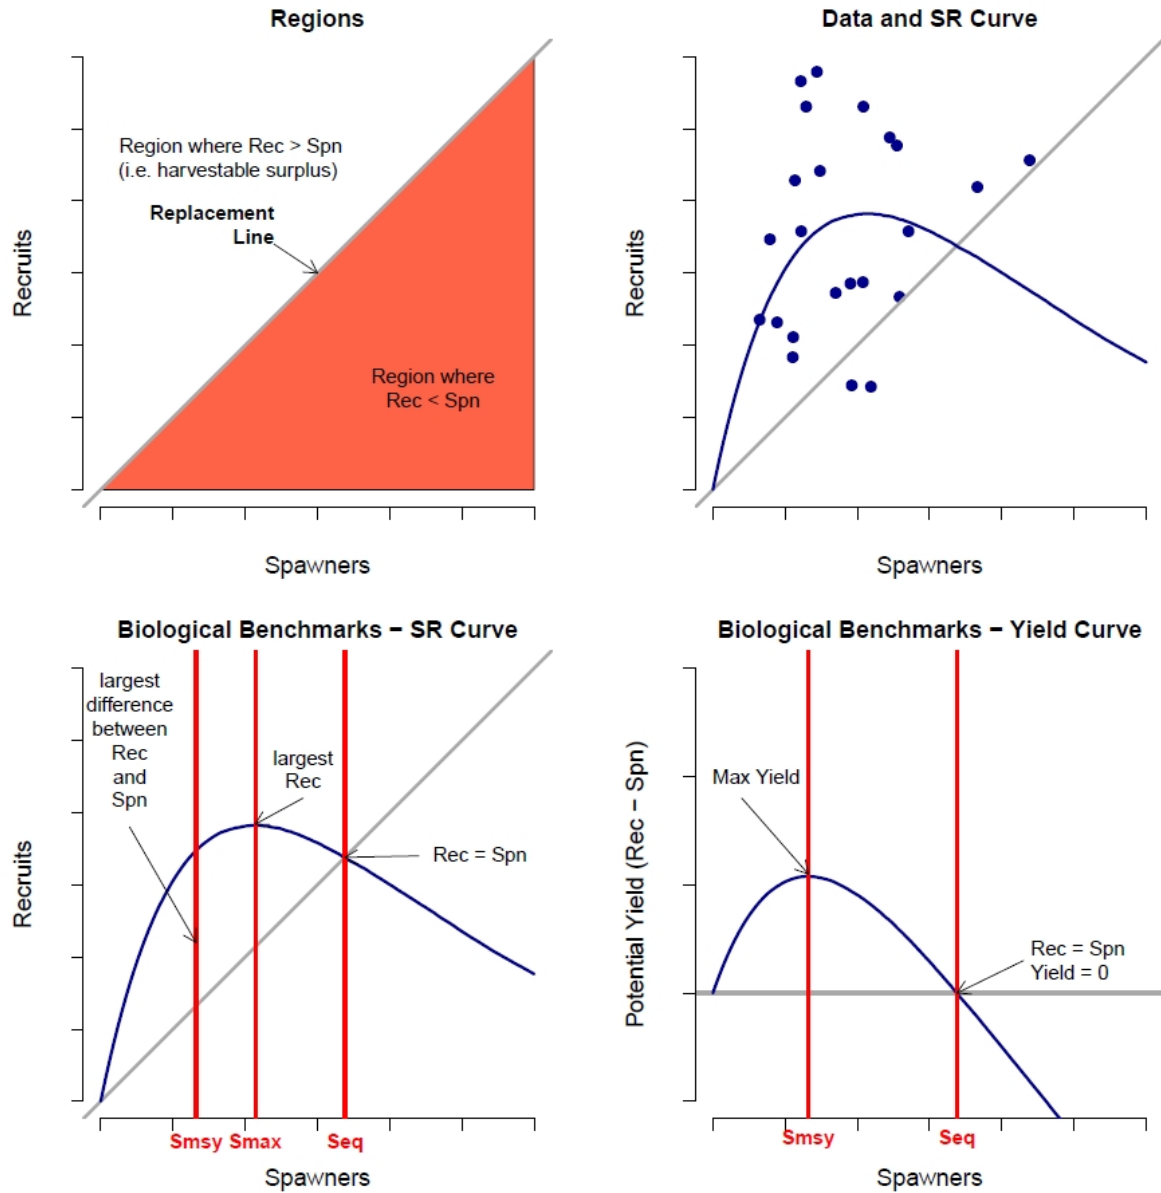 Regions
Region where Rec > Spn
(i.e. harvestable surplus)
Replacement
Line
Region where
Rec < Spn
Recruits
Spawners
Data and SR Curve
Recruits
Spawners
Biological Benchmarks − SR Curve
largest
difference
between
Rec
and
Spn
largest
Rec
Rec = Spn
Recruits
Smsy Smax Seq
Spawners
Biological Benchmarks − Yield Curve
Max Yield
Rec = Spn
Yield = 0
Potential Yield (Rec − Spn)
Smsy Seq
Spawners